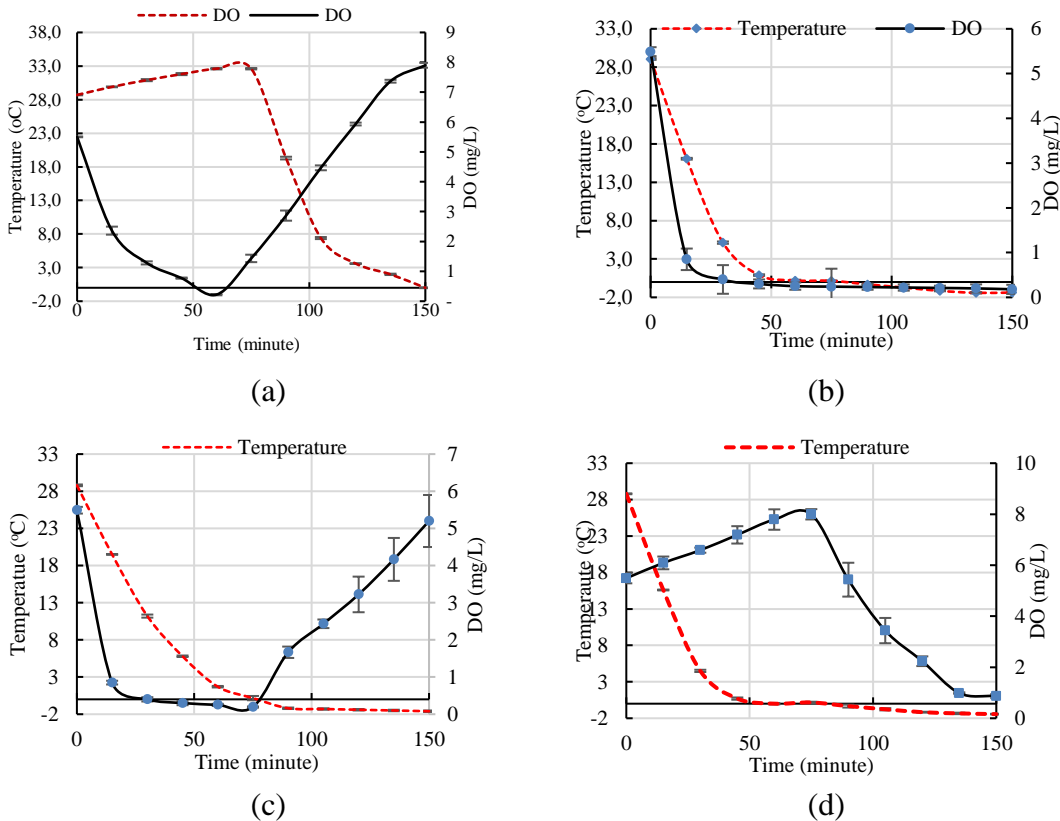 DO DO
38,0
33,0
28,0
23,0
18,0
13,0
8,0
3,0
-2,0
Temperature (oC)
9
8
7
6
5
4
3
2
1
-
DO (mg/L)
0 50 100 150
Time (minute)
(a)
Temperature DO
33,0
28,0
23,0
18,0
13,0
8,0
3,0
-2,0
Temperature (ᵒC)
6
5
4
3
2
1
0
DO (mg/L)
0 50 100 150
Time (minute)
(b)
Temperature
33
28
23
18
13
8
3
-2
Temperatue (ᵒC)
7
6
5
4
3
2
1
0
DO (mg/L)
0 50 100 150
Time (minute)
(c)
Temperature
33
28
23
18
13
8
3
-2
Temperaute (ᵒC)
10
8
6
4
2
0
DO (mg/L)
0 50 100 150
Time (minute)
(d)